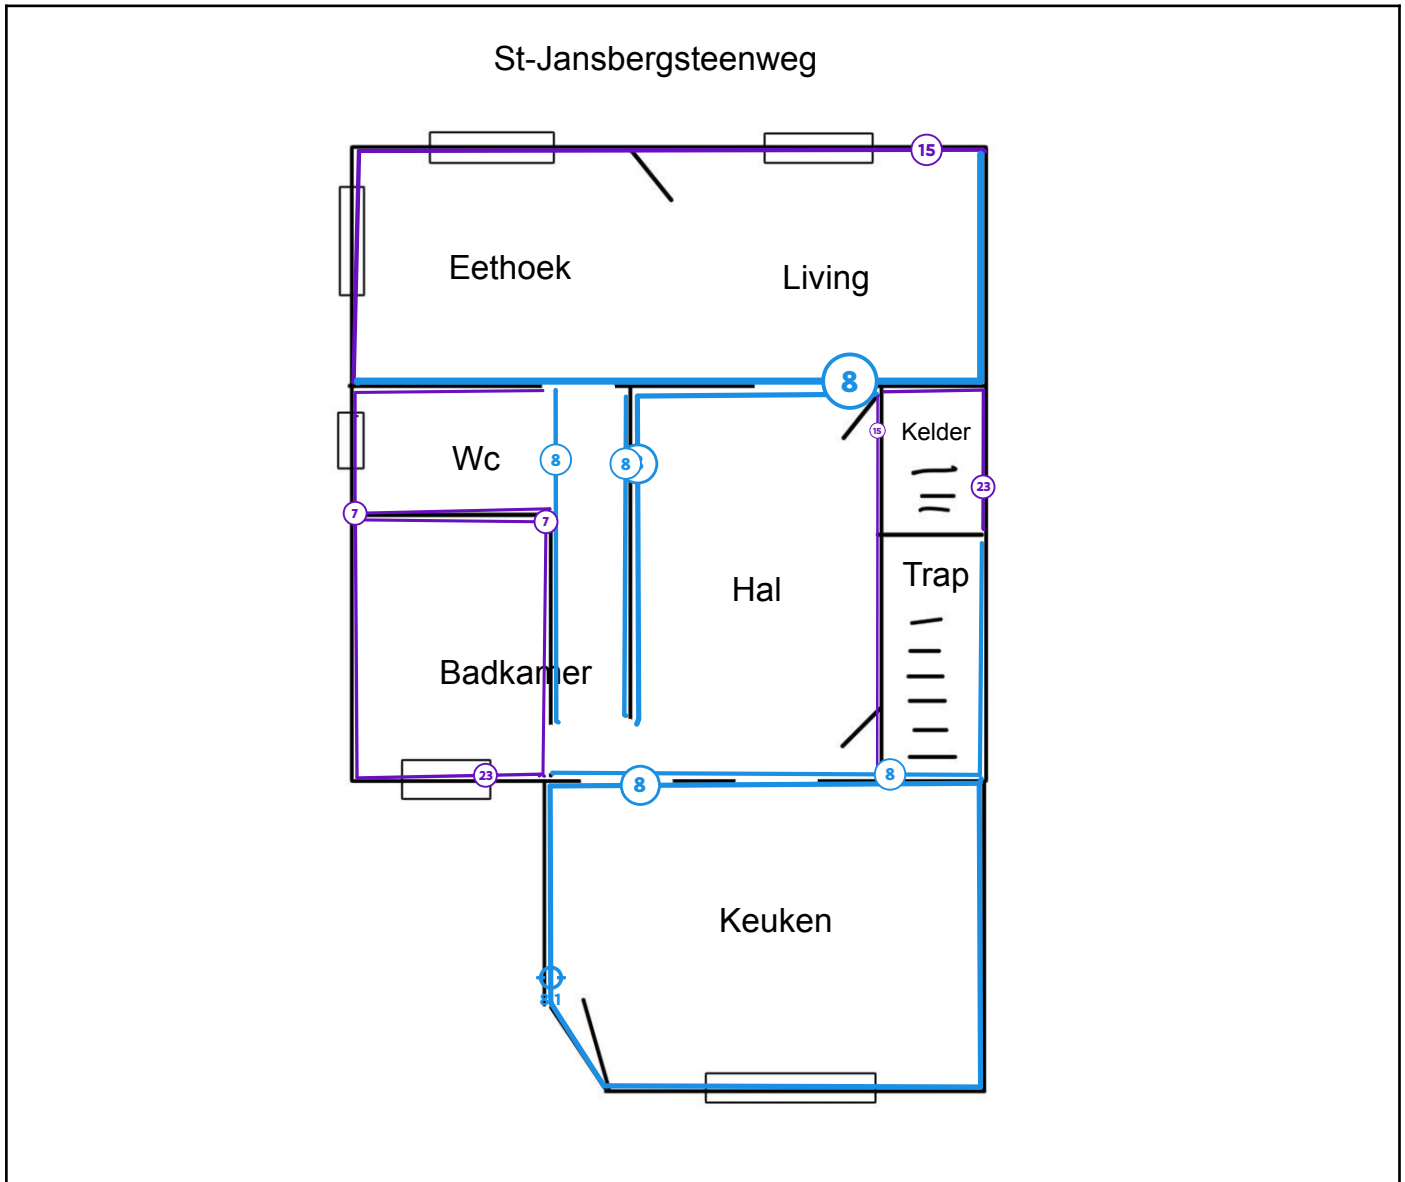 St-Jansbergsteenweg
15
Eethoek
Living
8
Kelder
15
Wc
8
8
23
7
7
Trap
Hal
Badkamer
23
8
8
Keuken